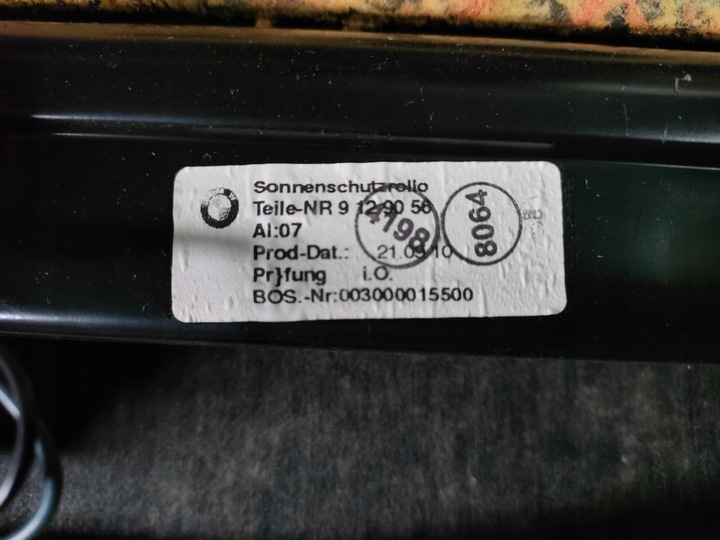 Sonnenschutzrollo
Teile-NR 9 12 90 56
AI:07
Prod-Dat.: 21.09.10
Pr}fung i.O.
BOS.-Nr:003000015500
4198
8064